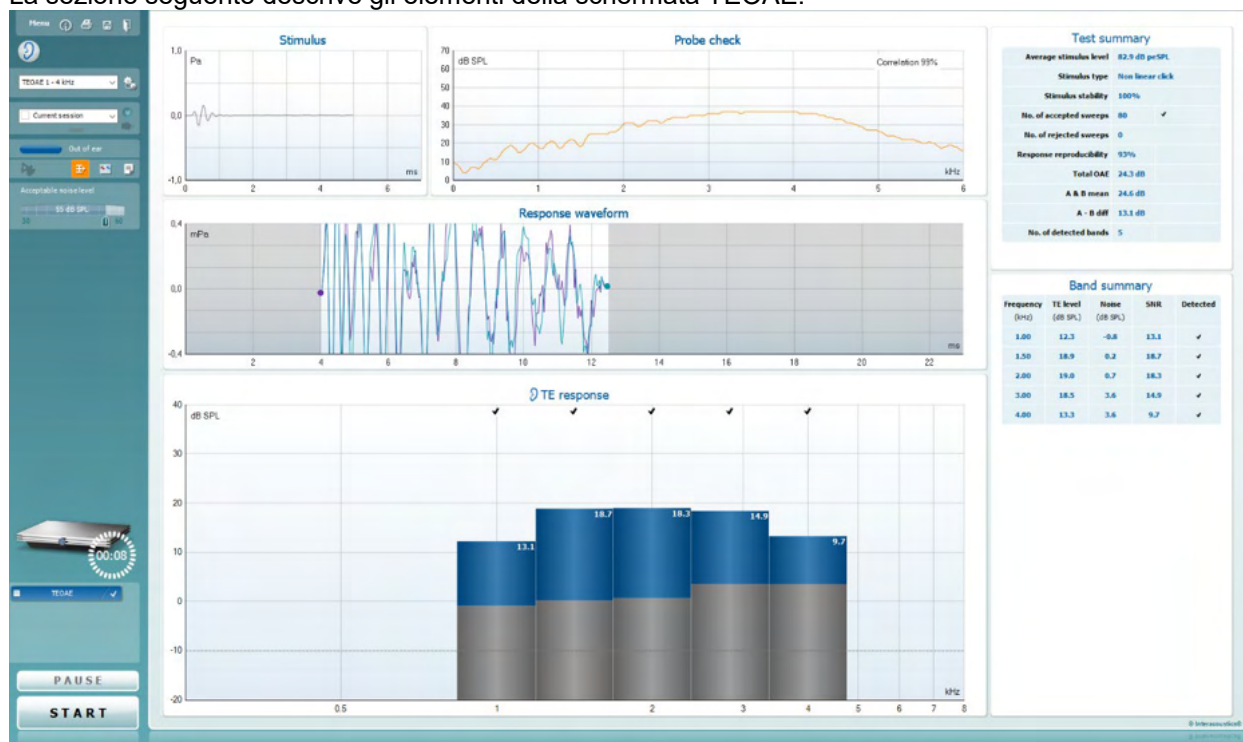 La sezione seguente descrive gli elementi della schermata TEOAE.
Menu
TEOAE 1 - 4 kHz
Current session
Out of ear
Acceptable noise level
55 dB SPL
30 60
00:08
TEOAE
PAUSE
START
Stimulus
Pa
1,0
0,0
-1,0
0 2 4 6
ms
Probe check
dB SPL
Correlation 99%
70
60
50
40
30
20
10
0
0 1 2 3 4 5 6
kHz
Response waveform
mPa
0,4
0,0
-0,4
2 4 6 8 10 12 14 16 18 20 22
ms
TE response
dB SPL
40
30
20
10
0
-10
-20
13.1 18.7 18.3 14.9 9.7
kHz
0.5 1 2 3 4 5 6 7 8
Test summary
Average stimulus level 82.9 dB peSPL
Stimulus type Non linear click
Stimulus stability 100%
No. of accepted sweeps 80
No. of rejected sweeps 0
Response reproducibility 93%
Total OAE 24.3 dB
A & B mean 24.6 dB
A - B diff 13.1 dB
No. of detected bands 5
Band summary
Frequency TE level Noise SNR Detected
(kHz) (dB SPL) (dB SPL)
1.00 12.3 -0.8 13.1
1.50 18.9 0.2 18.7
2.00 19.0 0.7 18.3
3.00 18.5 3.6 14.9
4.00 13.3 3.6 9.7
© Interacoustics®